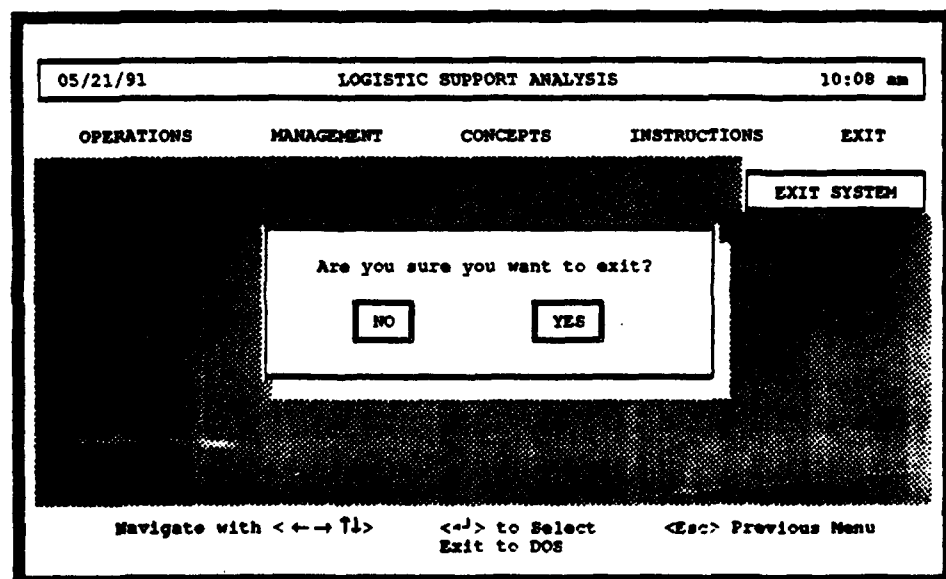 05/21/91 LOGISTIC SUPPORT ANALYSIS 10:08 am
OPERATIONS MANAGEMENT CONCEPTS INSTRUCTIONS EXIT
EXIT SYSTEM
Are you sure you want to exit?
NO YES
Navigate with <←→↑↓> <↵> to Select <Esc> Previous Menu
Exit to DOS